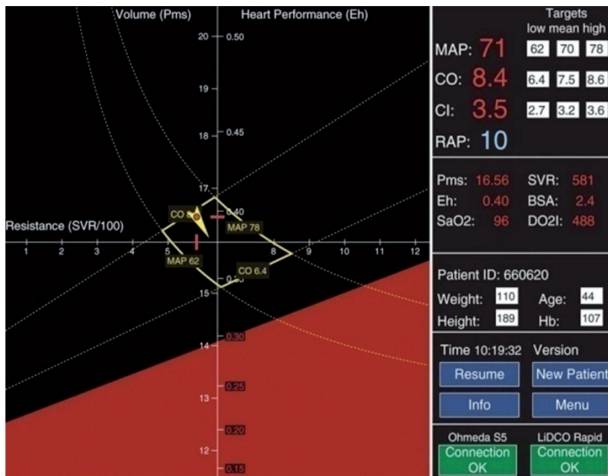 Volume (Pms) Heart Performance (Eh)
20 0.50
19
18 0.45
17
CO 8 0.40
Resistance (SVR/100) MAP 78
1 2 3 4 5 7 8 9 10 11 12
MAP 62
CO 6.4
15
14 0.30
13 0.25
0.20
12
0.15
Targets
low mean high
MAP: 71 62 70 78
CO: 8.4 6.4 7.5 8.6
CI: 3.5 2.7 3.2 3.6
RAP: 10
Pms: 16.56 SVR: 581
Eh: 0.40 BSA: 2.4
SaO2: 96 DO2I: 488
Patient ID: 660620
Weight: 110 Age: 44
Height: 189 Hb: 107
Time 10:19:32 Version
Resume New Patient
Info Menu
Ohmeda S5 LiDCO Rapid
Connection OK Connection OK